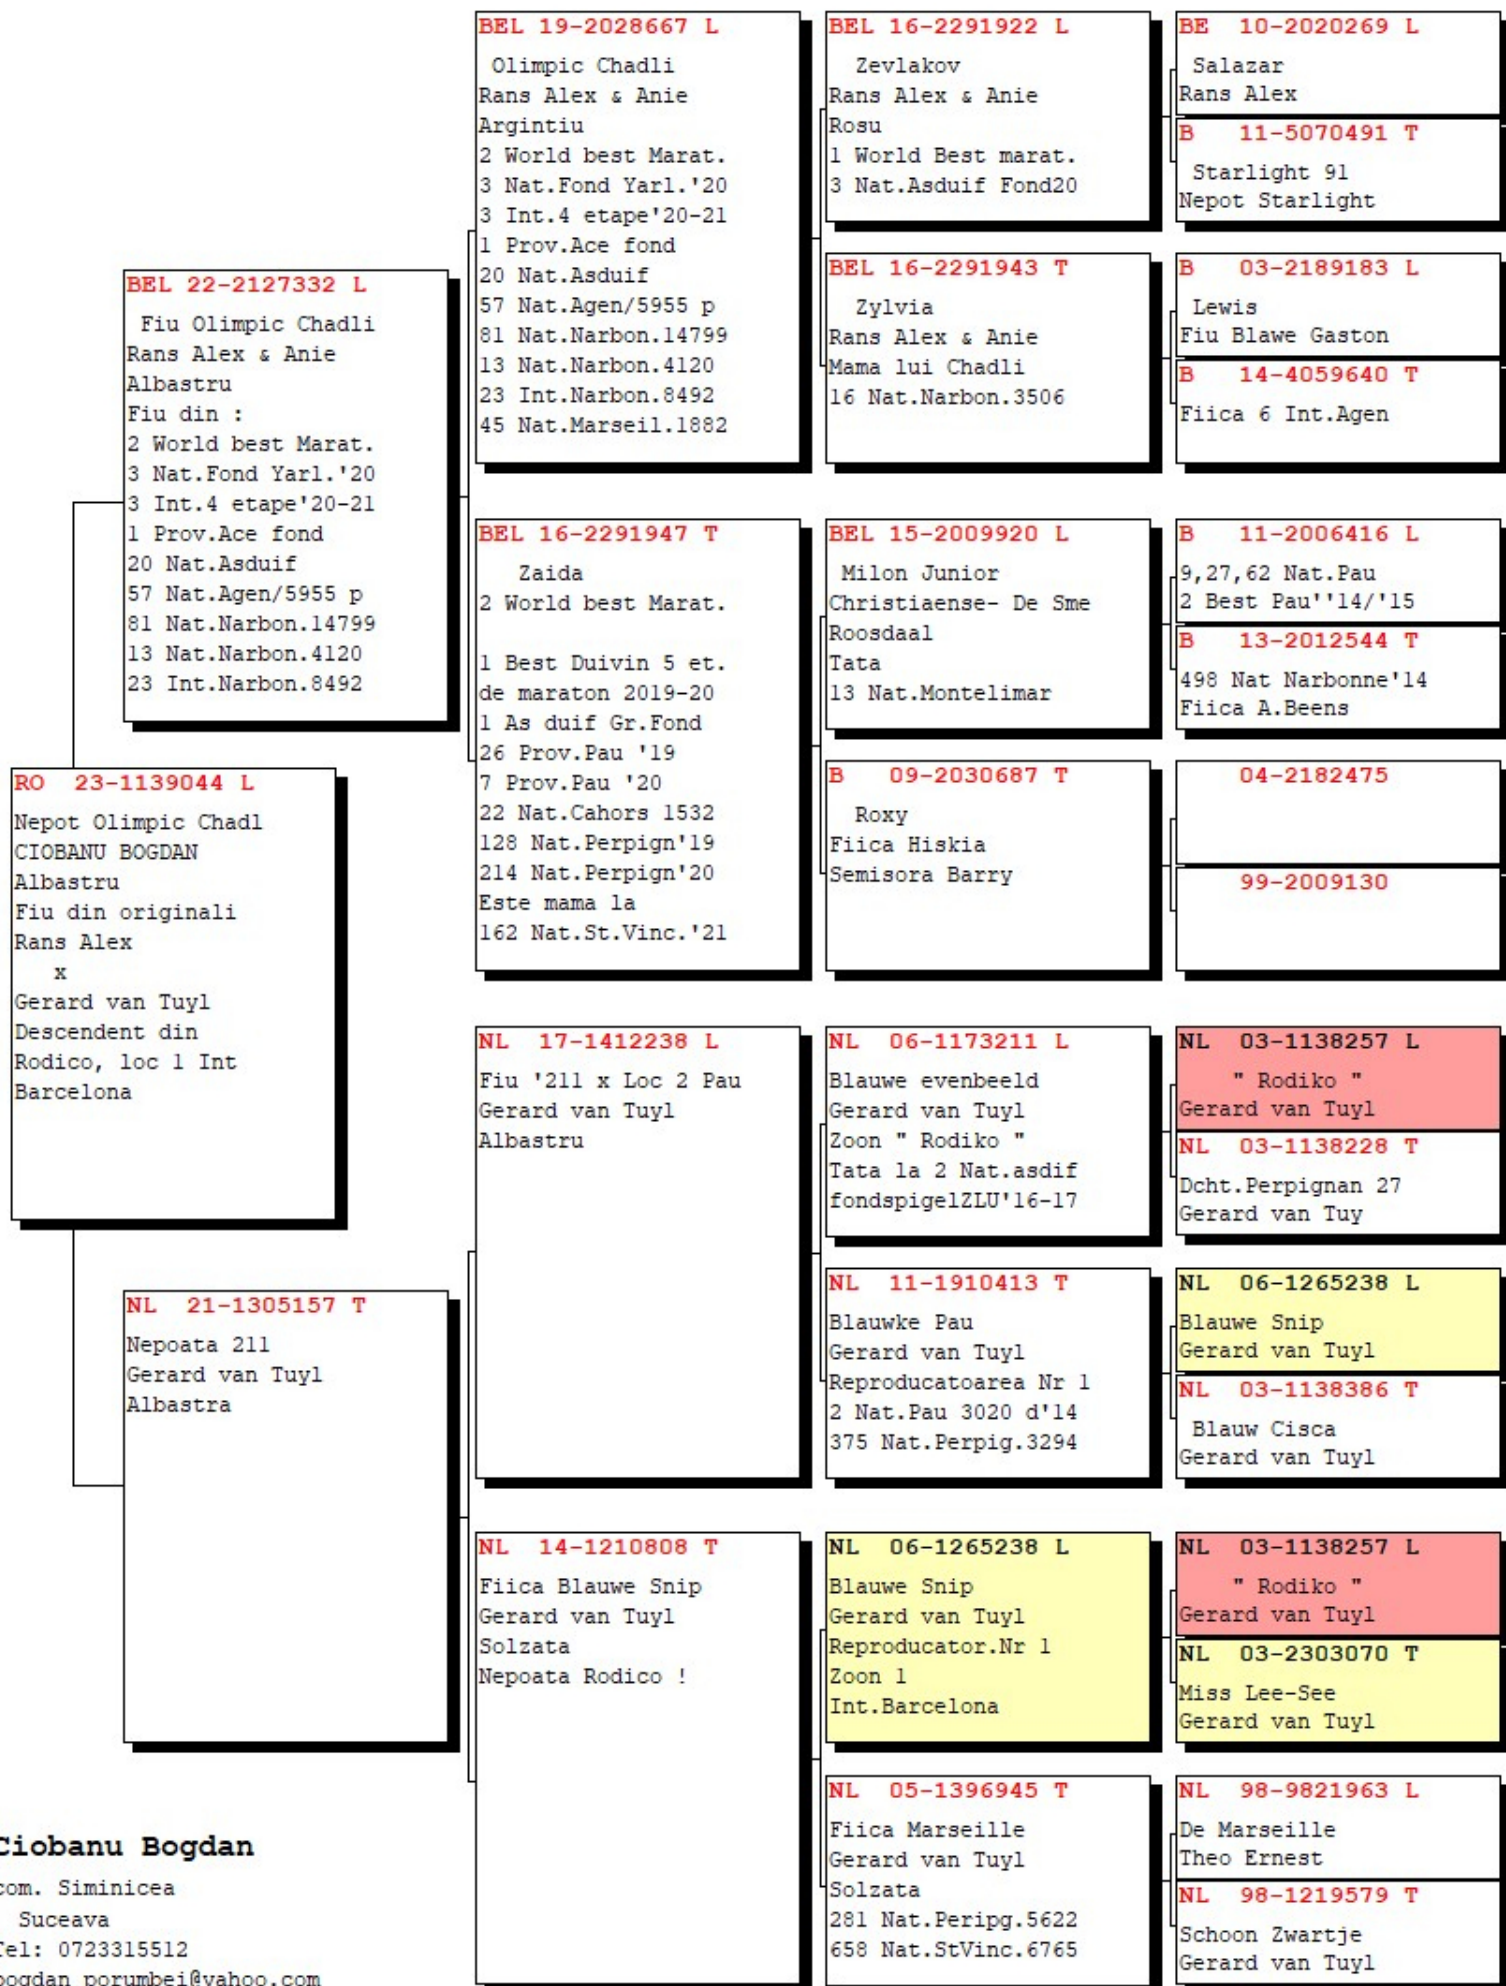 RO 23-1139044 L
Nepot Olimpic Chadl
CIOBANU BOGDAN
Albastru
Fiu din originali
Rans Alex
x
Gerard van Tuyl
Descendent din
Rodico, loc 1 Int
Barcelona
BEL 22-2127332 L
Fiu Olimpic Chadli
Rans Alex & Anie
Albastru
Fiu din :
2 World best Marat.
3 Nat.Fond Yarl.'20
3 Int.4 etape'20-21
1 Prov.Ace fond
20 Nat.Asduif
57 Nat.Agen/5955 p
81 Nat.Narbon.14799
13 Nat.Narbon.4120
23 Int.Narbon.8492
NL 21-1305157 T
Nepoata 211
Gerard van Tuyl
Albastra
BEL 19-2028667 L
Olimpic Chadli
Rans Alex & Anie
Argintiu
2 World best Marat.
3 Nat.Fond Yarl.'20
3 Int.4 etape'20-21
1 Prov.Ace fond
20 Nat.Asduif
57 Nat.Agen/5955 p
81 Nat.Narbon.14799
13 Nat.Narbon.4120
23 Int.Narbon.8492
45 Nat.Marseil.1882
BEL 16-2291947 T
Zaida
2 World best Marat.
1 Best Duivin 5 et.
de maraton 2019-20
1 As duif Gr.Fond
26 Prov.Pau '19
7 Prov.Pau '20
22 Nat.Cahors 1532
128 Nat.Perpign'19
214 Nat.Perpign'20
Este mama la
162 Nat.St.Vinc.'21
NL 17-1412238 L
Fiu '211 x Loc 2 Pau
Gerard van Tuyl
Albastru
NL 14-1210808 T
Fiica Blauwe Snip
Gerard van Tuyl
Solzata
Nepoata Rodico !
BEL 16-2291922 L
Zevlakov
Rans Alex & Anie
Rosu
1 World Best marat.
3 Nat.Asduif Fond20
BEL 16-2291943 T
Zylvia
Rans Alex & Anie
Mama lui Chadli
16 Nat.Narbon.3506
BEL 15-2009920 L
Milon Junior
Christiaense- De Sme
Roosdaal
Tata
13 Nat.Montelimar
B 09-2030687 T
Roxy
Fiica Hiskia
Semisora Barry
NL 06-1173211 L
Blauwe evenbeeld
Gerard van Tuyl
Zoon " Rodiko "
Tata la 2 Nat.asdif
fondspigelZLU'16-17
NL 11-1910413 T
Blauwke Pau
Gerard van Tuyl
Reproducatoarea Nr 1
2 Nat.Pau 3020 d'14
375 Nat.Perpig.3294
NL 06-1265238 L
Blauwe Snip
Gerard van Tuyl
Reproducator.Nr 1
Zoon 1
Int.Barcelona
NL 05-1396945 T
Fiica Marseille
Gerard van Tuyl
Solzata
281 Nat.Peripg.5622
658 Nat.StVinc.6765
BE 10-2020269 L
Salazar
Rans Alex
B 11-5070491 T
Starlight 91
Nepot Starlight
B 03-2189183 L
Lewis
Fiu Blawe Gaston
B 14-4059640 T
Fiica 6 Int.Agen
B 11-2006416 L
9,27,62 Nat.Pau
2 Best Pau''14/'15
B 13-2012544 T
498 Nat Narbonne'14
Fiica A.Beens
04-2182475
99-2009130
NL 03-1138257 L
" Rodiko "
Gerard van Tuyl
NL 03-1138228 T
Dcht.Perpignan 27
Gerard van Tuy
NL 06-1265238 L
Blauwe Snip
Gerard van Tuyl
NL 03-1138386 T
Blauw Cisca
Gerard van Tuyl
NL 03-1138257 L
" Rodiko "
Gerard van Tuyl
NL 03-2303070 T
Miss Lee-See
Gerard van Tuyl
NL 98-9821963 L
De Marseille
Theo Ernest
NL 98-1219579 T
Schoon Zwartje
Gerard van Tuyl
Ciobanu Bogdan
com. Siminicea
Suceava
Tel: 0723315512
bogdan_porumbei@yahoo.com